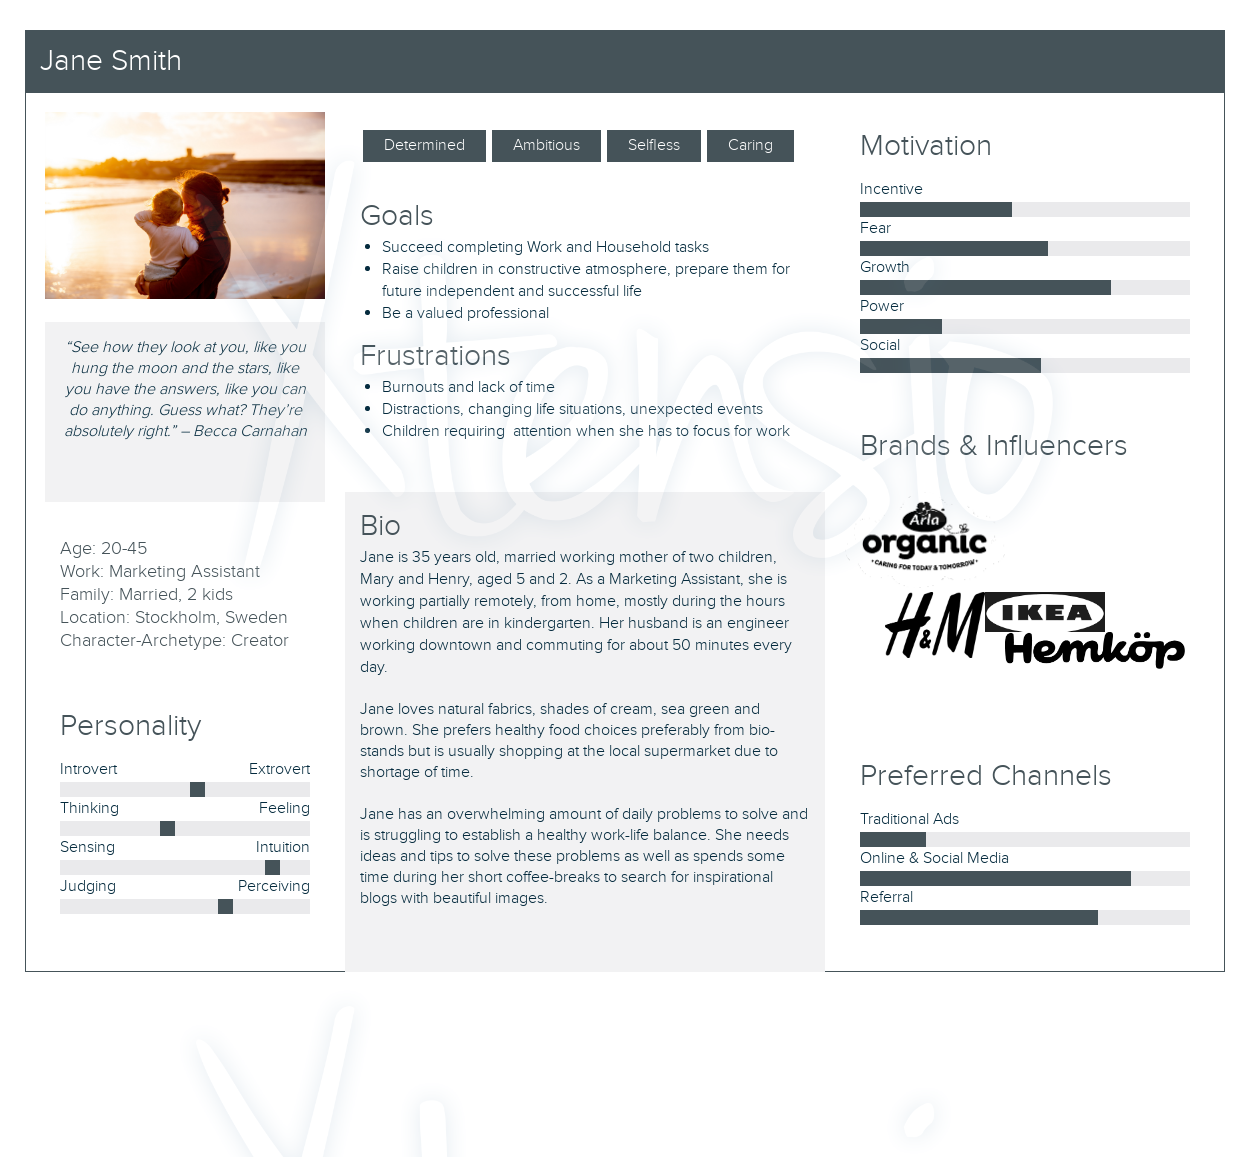 Jane Smith
“See how they look at you, like you
hung the moon and the stars, like
you have the answers, like you can
do anything. Guess what? They’re
absolutely right.” – Becca Carnahan
Age: 20-45
Work: Marketing Assistant
Family: Married, 2 kids
Location: Stockholm, Sweden
Character-Archetype: Creator
Personality
Introvert Extrovert
Thinking Feeling
Sensing Intuition
Judging Perceiving
Determined Ambitious Selfless Caring
Goals
• Succeed completing Work and Household tasks
• Raise children in constructive atmosphere, prepare them for
future independent and successful life
• Be a valued professional
Frustrations
• Burnouts and lack of time
• Distractions, changing life situations, unexpected events
• Children requiring  attention when she has to focus for work
Bio
Jane is 35 years old, married working mother of two children,
Mary and Henry, aged 5 and 2. As a Marketing Assistant, she is
working partially remotely, from home, mostly during the hours
when children are in kindergarten. Her husband is an engineer
working downtown and commuting for about 50 minutes every
day.
Jane loves natural fabrics, shades of cream, sea green and
brown. She prefers healthy food choices preferably from bio-
stands but is usually shopping at the local supermarket due to
shortage of time.
Jane has an overwhelming amount of daily problems to solve and
is struggling to establish a healthy work-life balance. She needs
ideas and tips to solve these problems as well as spends some
time during her short coffee-breaks to search for inspirational
blogs with beautiful images.
Motivation
Incentive
Fear
Growth
Power
Social
Brands & Influencers
Arla
organic
• CARING FOR TODAY & TOMORROW •
H&M
IKEA
Hemköp
Preferred Channels
Traditional Ads
Online & Social Media
Referral
Xtensio